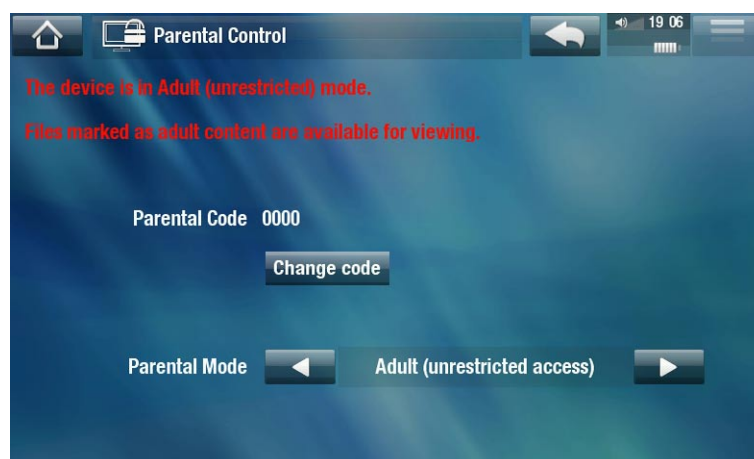 Parental Control
19 06
The device is in Adult (unrestricted) mode.
Files marked as adult content are available for viewing.
Parental Code 0000
Change code
Parental Mode Adult (unrestricted access)